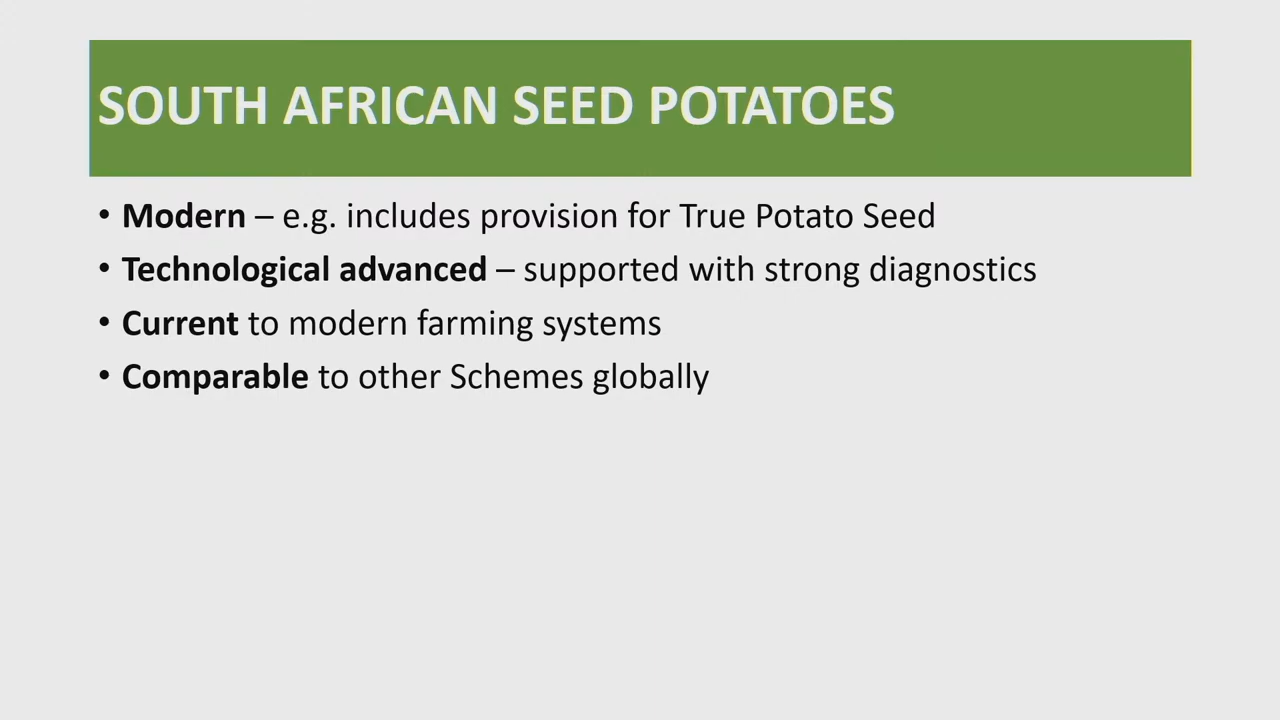 SOUTH AFRICAN SEED POTATOES
• Modern – e.g. includes provision for True Potato Seed
• Technological advanced – supported with strong diagnostics
• Current to modern farming systems
• Comparable to other Schemes globally